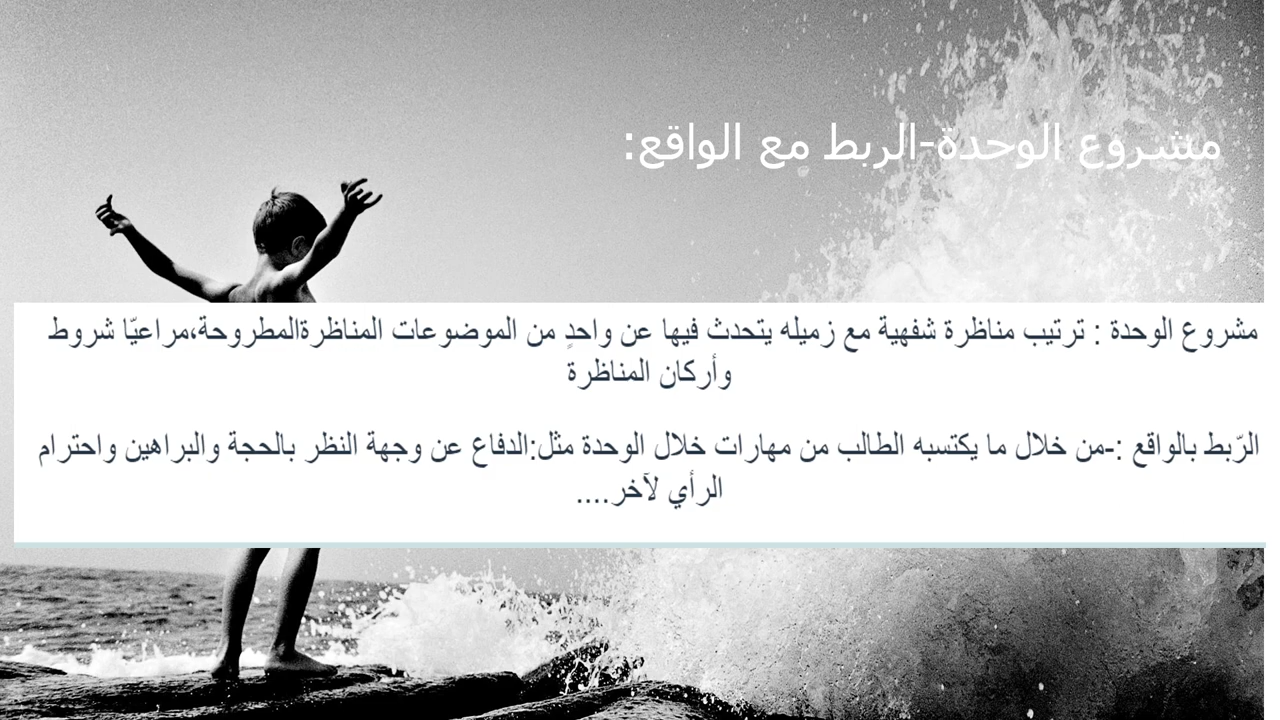 مشروع الوحدة-الربط مع الواقع:
مشروع الوحدة : ترتيب مناظرة شفهية مع زميله يتحدث فيها عن واحدٍ من الموضوعات المناظرةالمطروحة،مراعيّا شروط
وأركان المناظرة
الرّبط بالواقع :-من خلال ما يكتسبه الطالب من مهارات خلال الوحدة مثل:الدفاع عن وجهة النظر بالحجة والبراهين واحترام
الرأي لآخر....